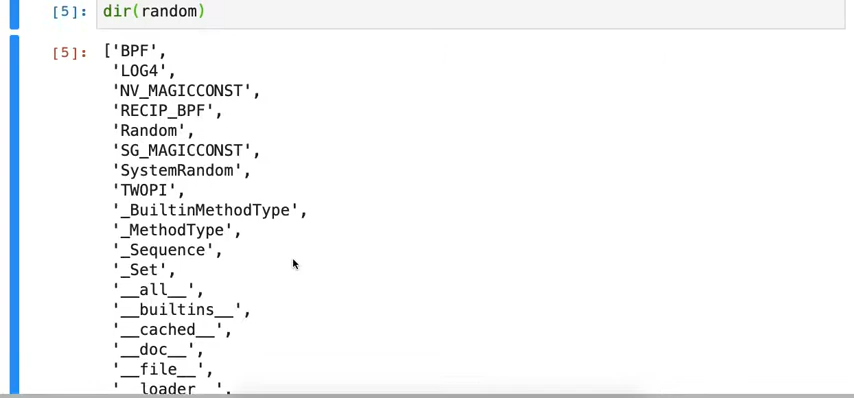 [5]: dir(random)
[5]: ['BPF',
'LOG4',
'NV_MAGICCONST',
'RECIP_BPF',
'Random',
'SG_MAGICCONST',
'SystemRandom',
'TWOPI',
'_BuiltinMethodType',
'_MethodType',
'_Sequence',
'_Set',
'__all__',
'__builtins__',
'__cached__',
'__doc__',
'__file__',
'__loader__',